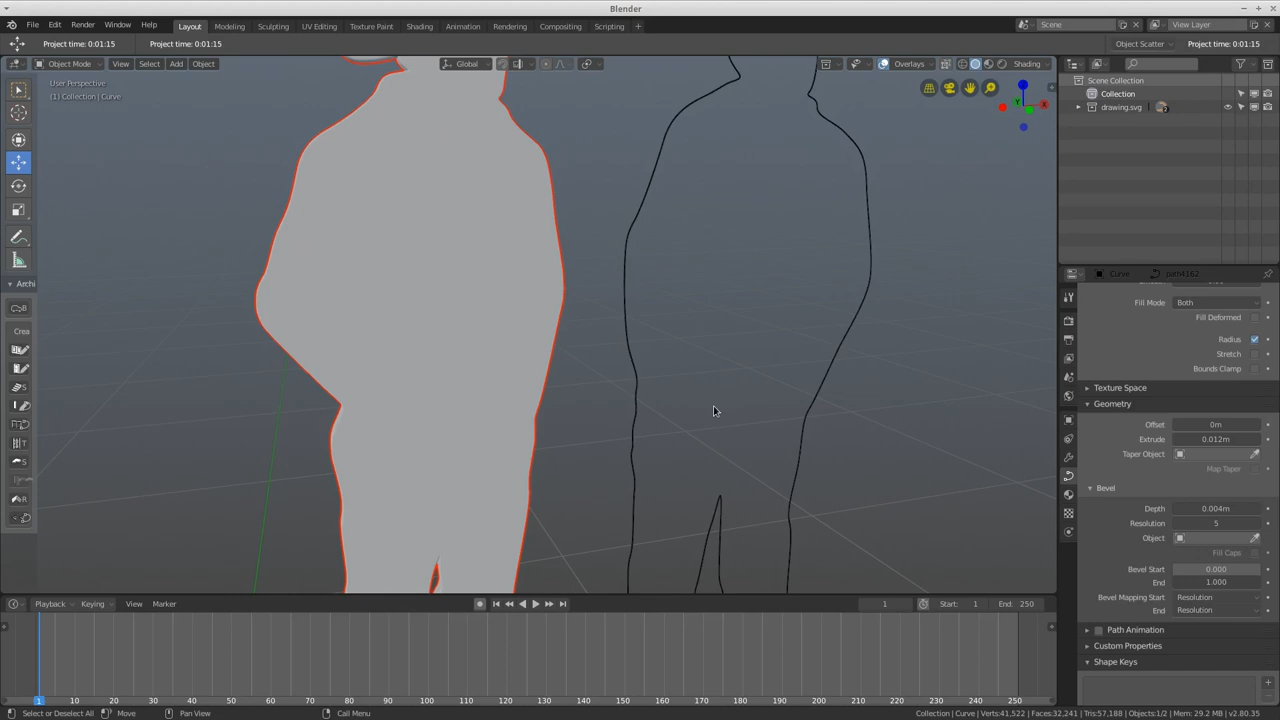 Blender
File Edit Render Window Help
Layout Modeling Sculpting UV Editing Texture Paint Shading Animation Rendering Compositing Scripting +
Scene View Layer
Project time: 0:01:15 Project time: 0:01:15 Object Scatter Project time: 0:01:15
Object Mode View Select Add Object Global Overlays Shading
User Perspective
(1) Collection | Curve
Y X
Scene Collection
Collection
drawing.svg
Archi
Crea
Curve path4162
Fill Mode Both
Fill Deformed
Radius
Stretch
Bounds Clamp
Texture Space
Geometry
Offset 0m
Extrude 0.012m
Taper Object
Map Taper
Bevel
Depth 0.004m
Resolution 5
Object
Fill Caps
Bevel Start 0.000
End 1.000
Bevel Mapping Start Resolution
End Resolution
Path Animation
Custom Properties
Shape Keys
Playback Keying View Marker 1 Start: 1 End: 250
1 10 20 30 40 50 60 70 80 90 100 110 120 130 140 150 160 170 180 190 200 210 220 230 240 250
Select or Deselect All Move Pan View Call Menu Collection | Curve | Verts:41,522 | Faces:32,241 | Tris:57,188 | Objects:1/2 | Mem: 29.2 MB | v2.80.35